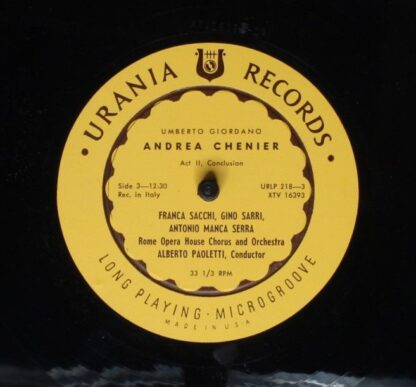 · URANIA RECORDS ·
UMBERTO GIORDANO
ANDREA CHENIER
Act II, Conclusion
Side 3—12:30 URLP 218—3
Rec. in Italy XTV 16393
FRANCA SACCHI, GINO SARRI,
ANTONIO MANCA SERRA
Rome Opera House Chorus and Orchestra
ALBERTO PAOLETTI, Conductor
33 1/3 RPM
LONG PLAYING · MICROGROOVE
MADE IN U.S.A.